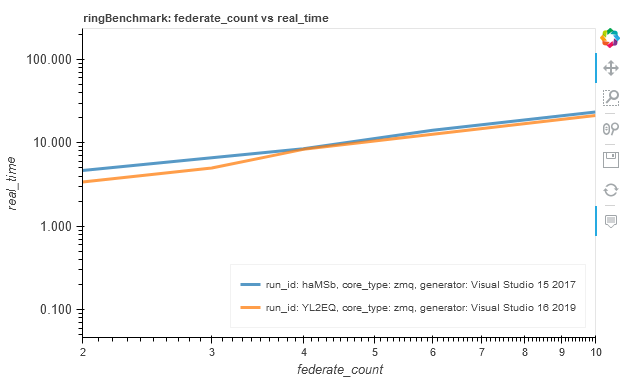 ringBenchmark: federate_count vs real_time
100.000
10.000
1.000
0.100
real_time
2
3
4
5
6
7
8
9
10
federate_count
run_id: haMSb, core_type: zmq, generator: Visual Studio 15 2017
run_id: YL2EQ, core_type: zmq, generator: Visual Studio 16 2019